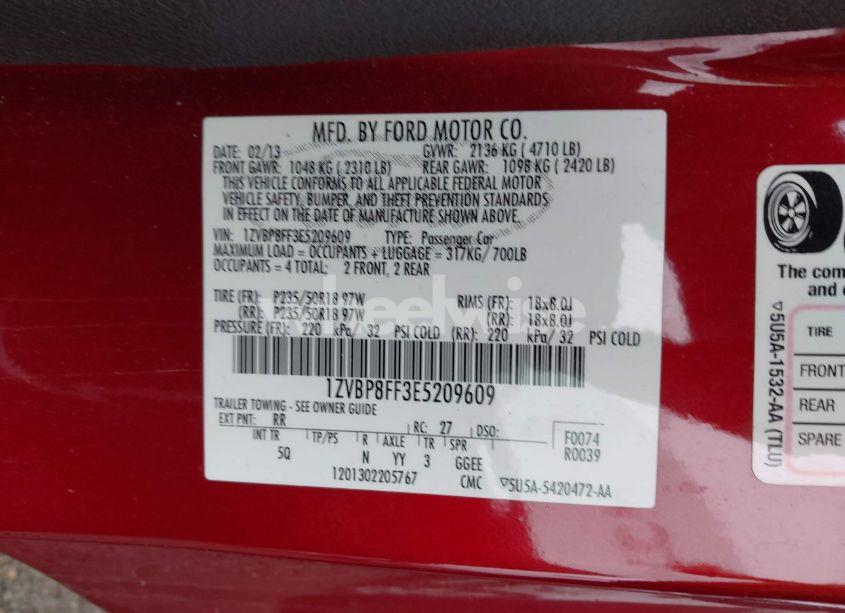 MFD. BY FORD MOTOR CO.
DATE: 02/13 GVWR: 2136 KG ( 4710 LB)
FRONT GAWR: 1048 KG ( 2310 LB) REAR GAWR: 1098 KG ( 2420 LB)
THIS VEHICLE CONFORMS TO ALL APPLICABLE FEDERAL MOTOR
VEHICLE SAFETY, BUMPER, AND THEFT PREVENTION STANDARDS
IN EFFECT ON THE DATE OF MANUFACTURE SHOWN ABOVE.
VIN: 1ZVBP8FF3E5209609 TYPE: Passenger Car
MAXIMUM LOAD = OCCUPANTS + LUGGAGE = 317KG/700LB
OCCUPANTS = 4 TOTAL: 2 FRONT, 2 REAR
TIRE (FR): P235/50R18 97W RIMS (FR): 18x8.0J
(RR): P235/50R18 97W (RR): 18x8.0J
PRESSURE (FR): 220 kPa/ 32 PSI COLD (RR): 220 kPa/ 32 PSI COLD
wheelwise
1ZVBP8FF3E5209609
TRAILER TOWING - SEE OWNER GUIDE
EXT PNT: RR RC: 27 DSO: F0074
R0039
INT TR TP/PS R AXLE TR SPR
5Q N YY 3 GGEE
1201302205767 CMC ▽5U5A-5420472-AA
The com
and
TIRE
FRONT
REAR
SPARE
▽5U5A-1532-AA (TLU)